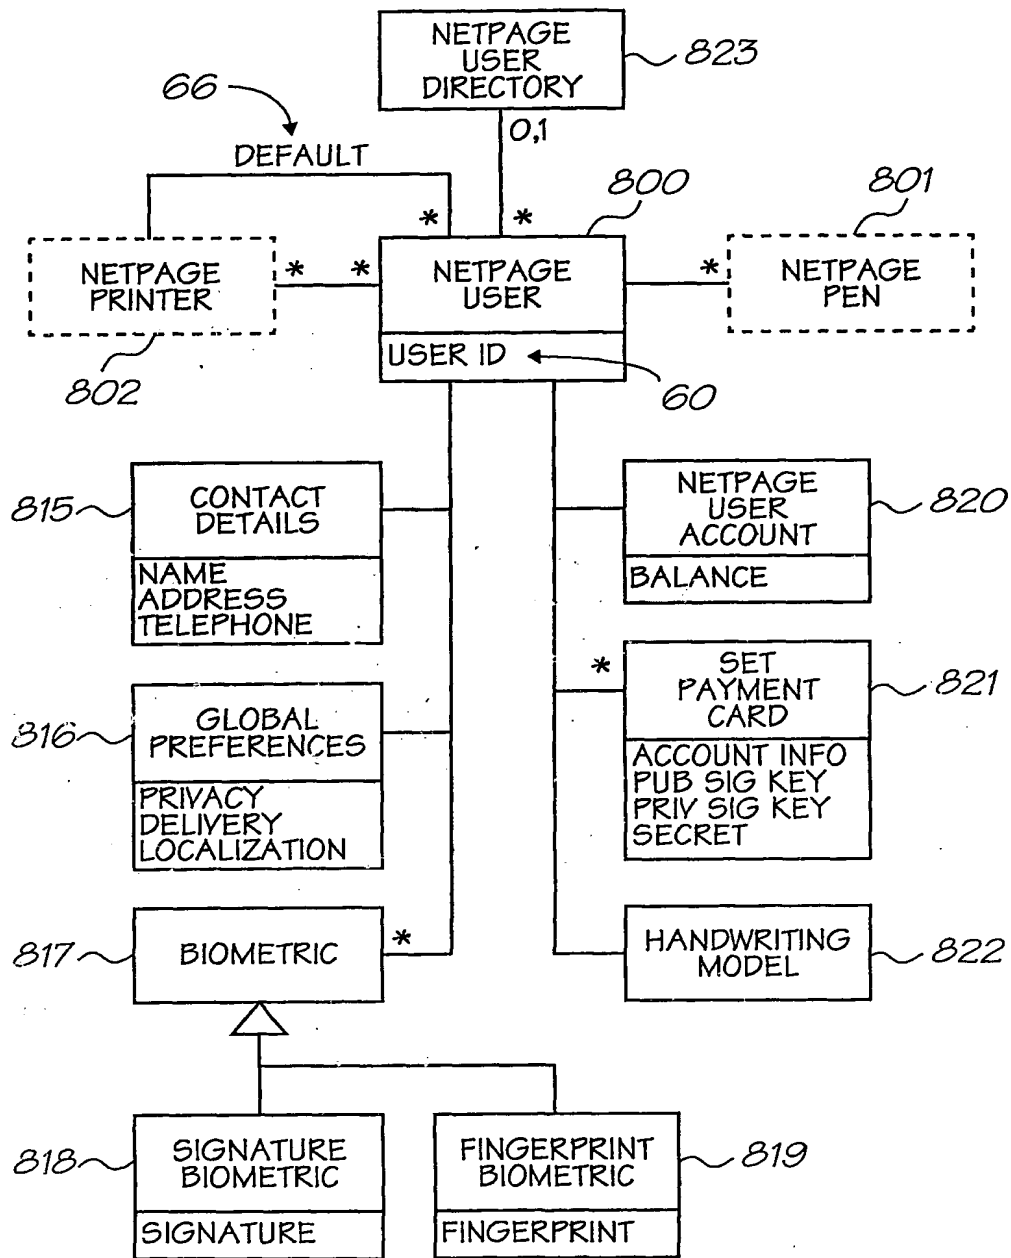 NETPAGE
USER
DIRECTORY
823
66
0,1
DEFAULT
800
801
*
*
NETPAGE
PRINTER
*
*
NETPAGE
USER
*
NETPAGE
PEN
USER ID
802
60
815
CONTACT
DETAILS
NAME
ADDRESS
TELEPHONE
NETPAGE
USER
ACCOUNT
820
BALANCE
816
GLOBAL
PREFERENCES
PRIVACY
DELIVERY
LOCALIZATION
*
SET
PAYMENT
CARD
821
ACCOUNT INFO
PUB SIG KEY
PRIV SIG KEY
SECRET
817
BIOMETRIC
*
HANDWRITING
MODEL
822
818
SIGNATURE
BIOMETRIC
SIGNATURE
FINGERPRINT
BIOMETRIC
819
FINGERPRINT